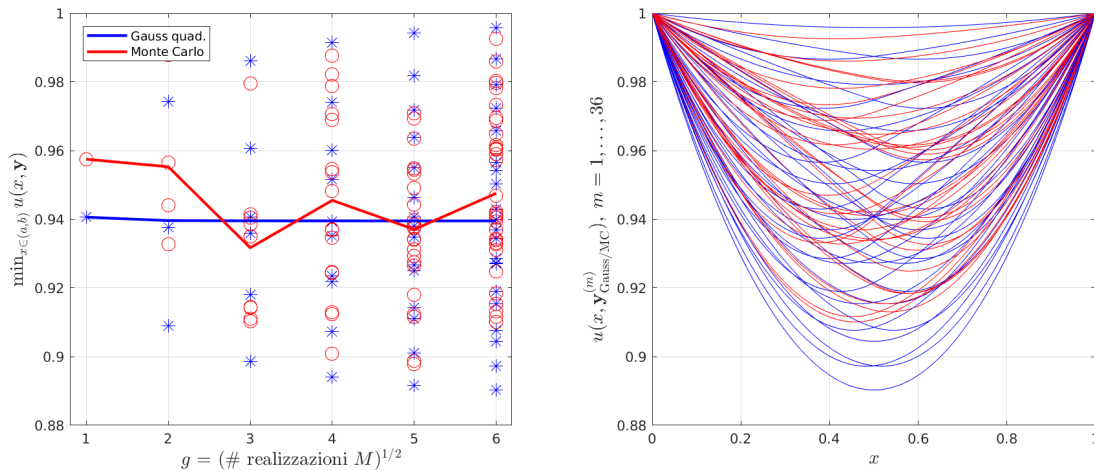 Gauss quad.
Monte Carlo
1
0.98
0.96
0.94
0.92
0.9
0.88
1 2 3 4 5 6
min_{x∈(a,b)} u(x, y)
g = (# realizzazioni M)^{1/2}
1
0.98
0.96
0.94
0.92
0.9
0.88
0 0.2 0.4 0.6 0.8 1
u(x, y^{(m)}_{Gauss/MC}), m = 1, . . . , 36
x